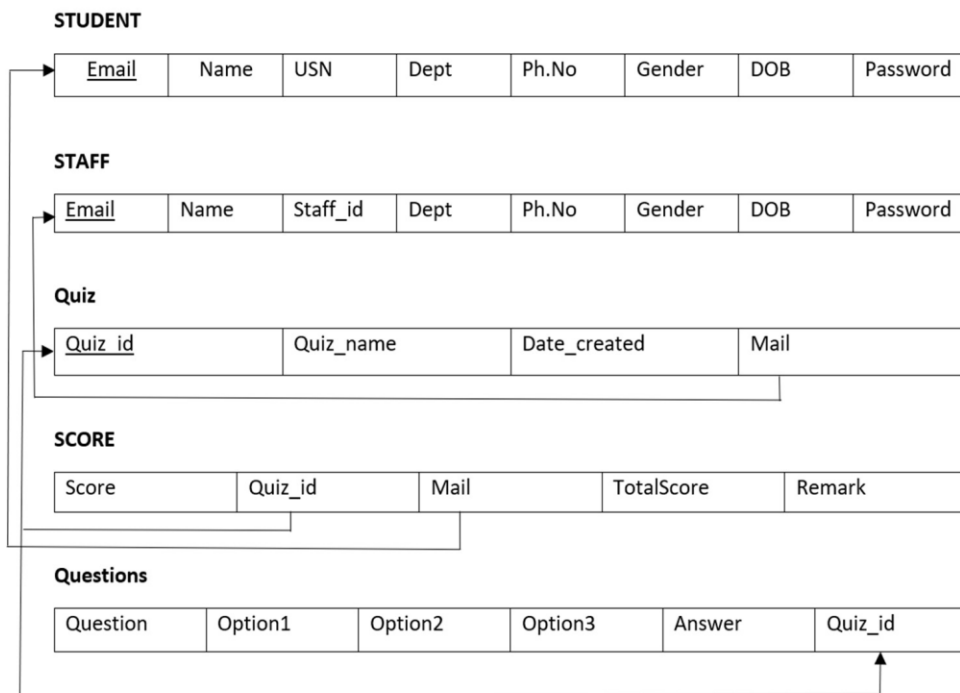 STUDENT
Email Name USN Dept Ph.No Gender DOB Password
STAFF
Email Name Staff_id Dept Ph.No Gender DOB Password
Quiz
Quiz_id Quiz_name Date_created Mail
SCORE
Score Quiz_id Mail TotalScore Remark
Questions
Question Option1 Option2 Option3 Answer Quiz_id